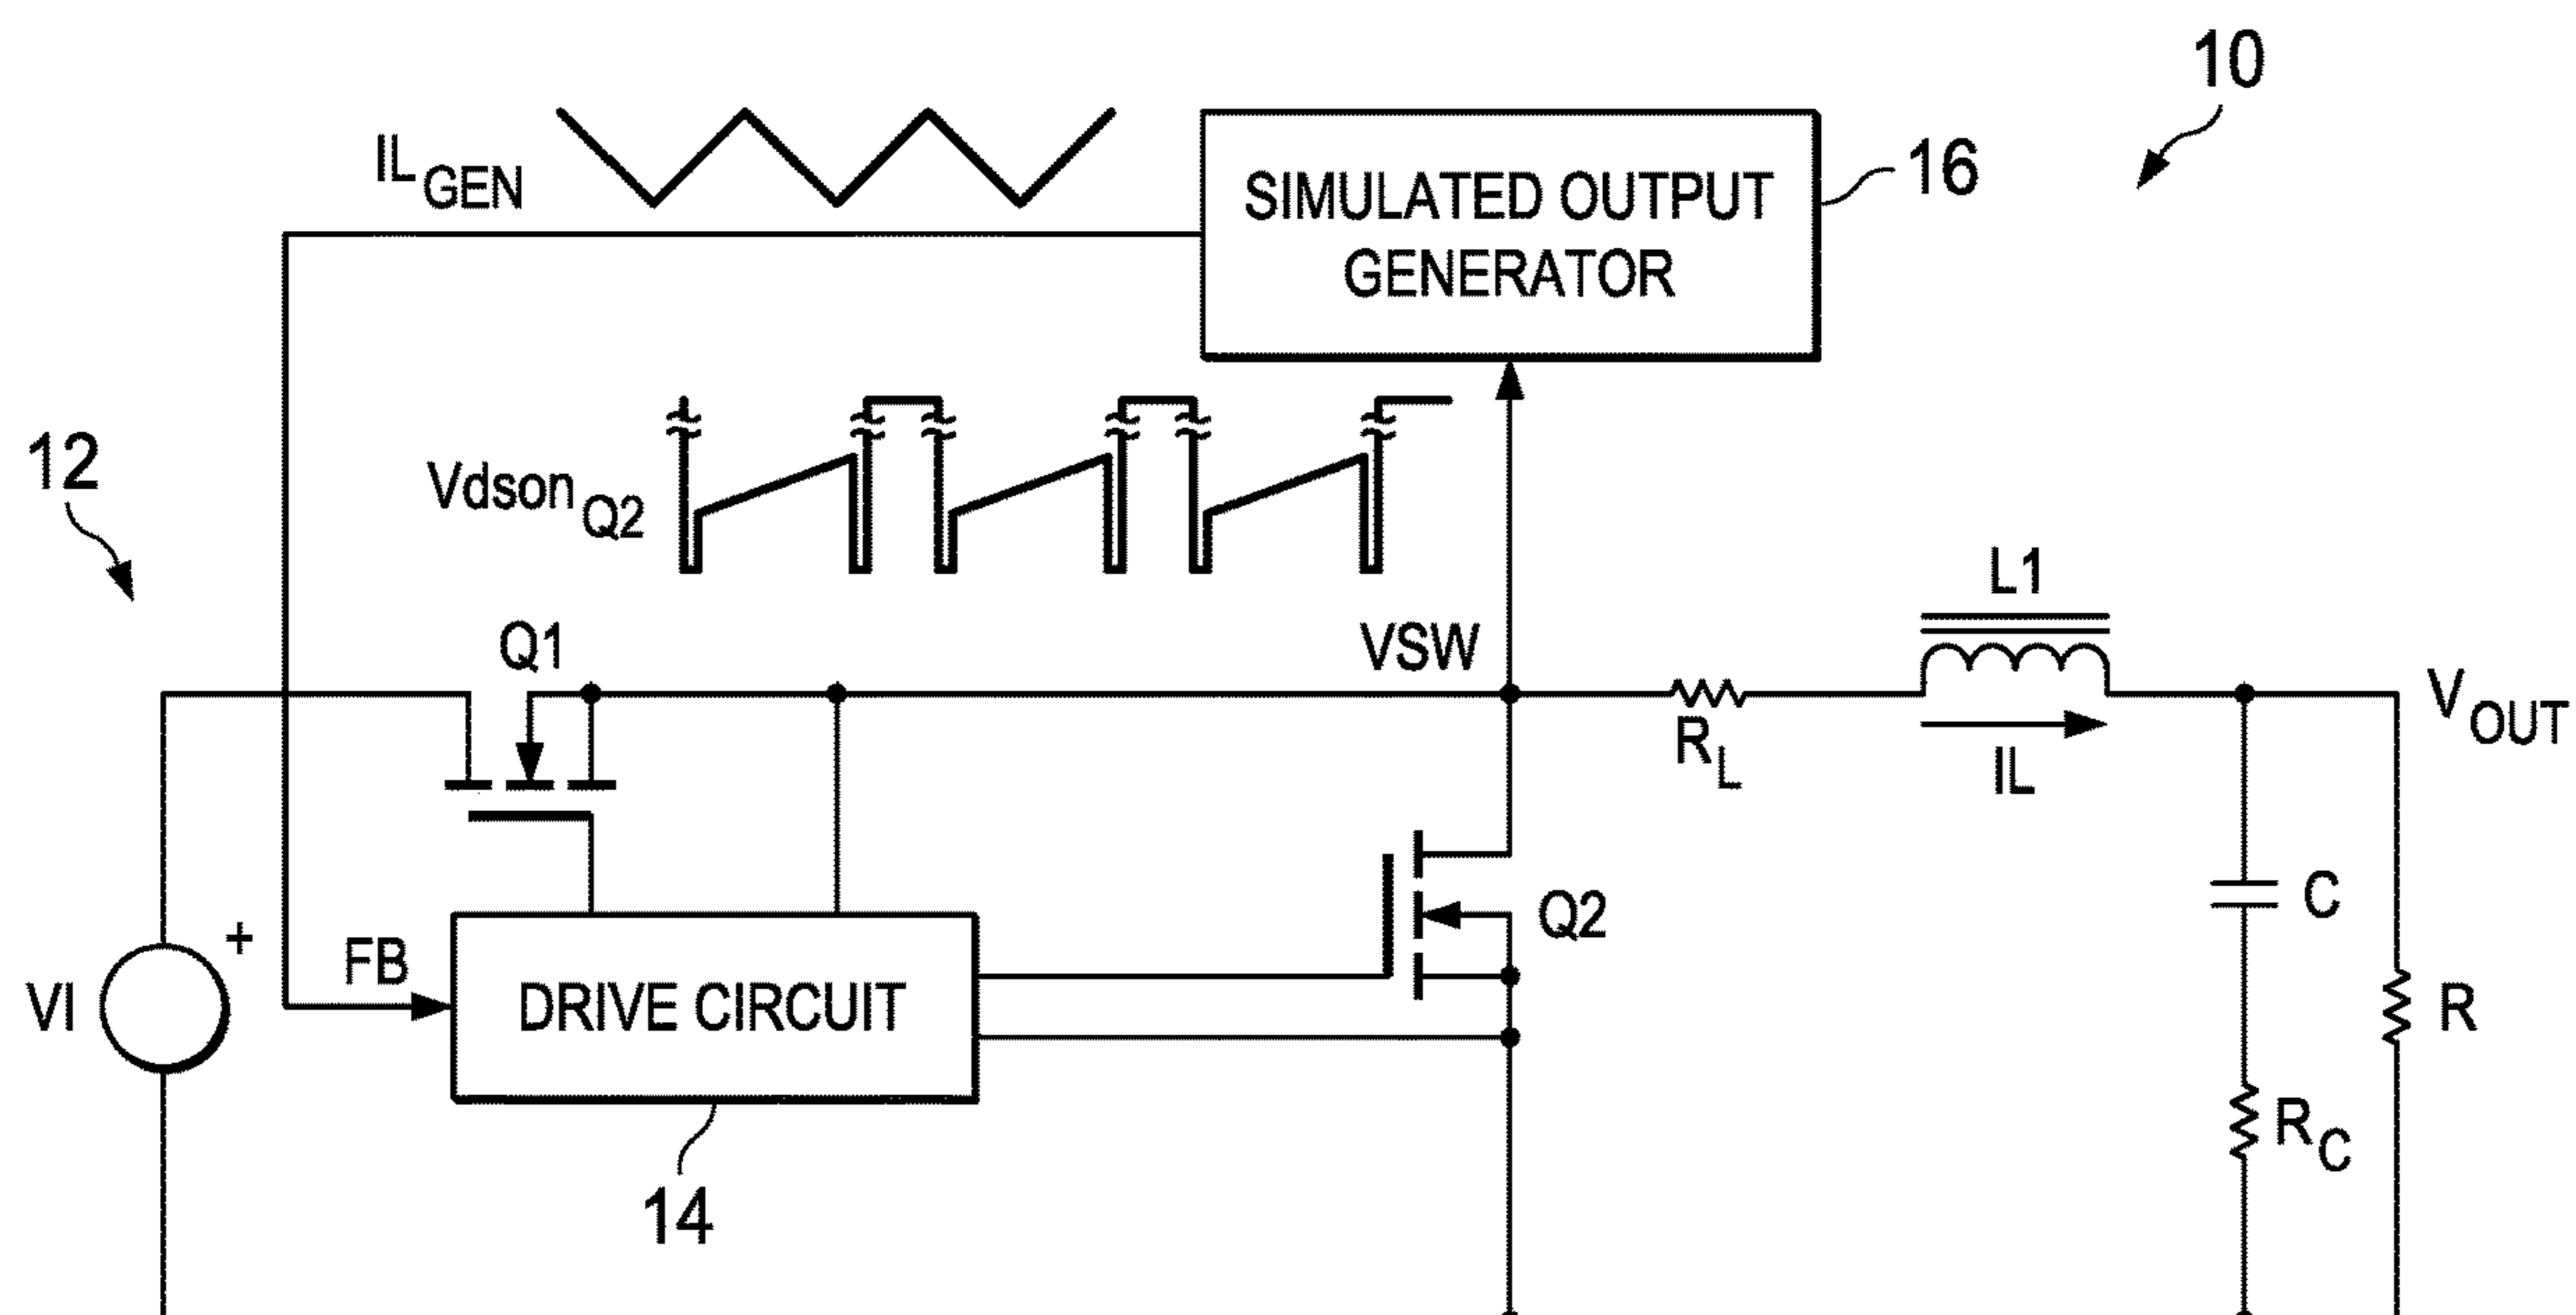 10
IL GEN
SIMULATED OUTPUT
GENERATOR
16
12
Vdson Q2
Q1
VSW
L1
V OUT
R L
IL
Q2
C
VI
+
FB
DRIVE CIRCUIT
R
R C
14